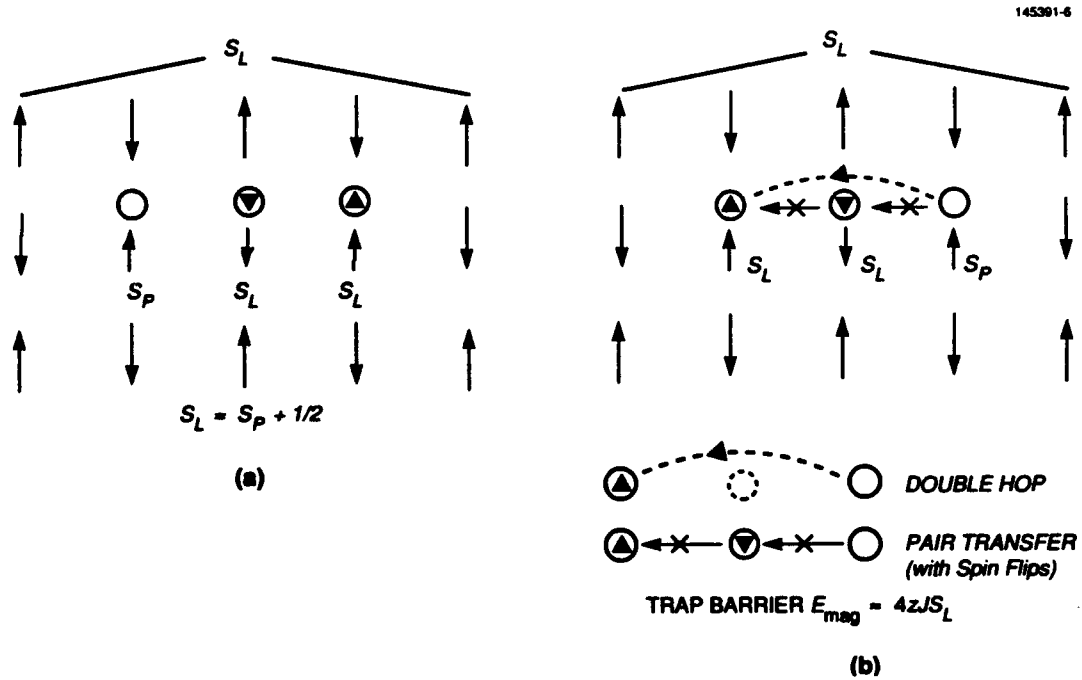 145391-6
S_L
S_P S_L S_L
S_L = S_P + 1/2
(a)
S_L
S_L S_L S_P
DOUBLE HOP
PAIR TRANSFER
(with Spin Flips)
TRAP BARRIER E_mag = 4zJS_L
(b)